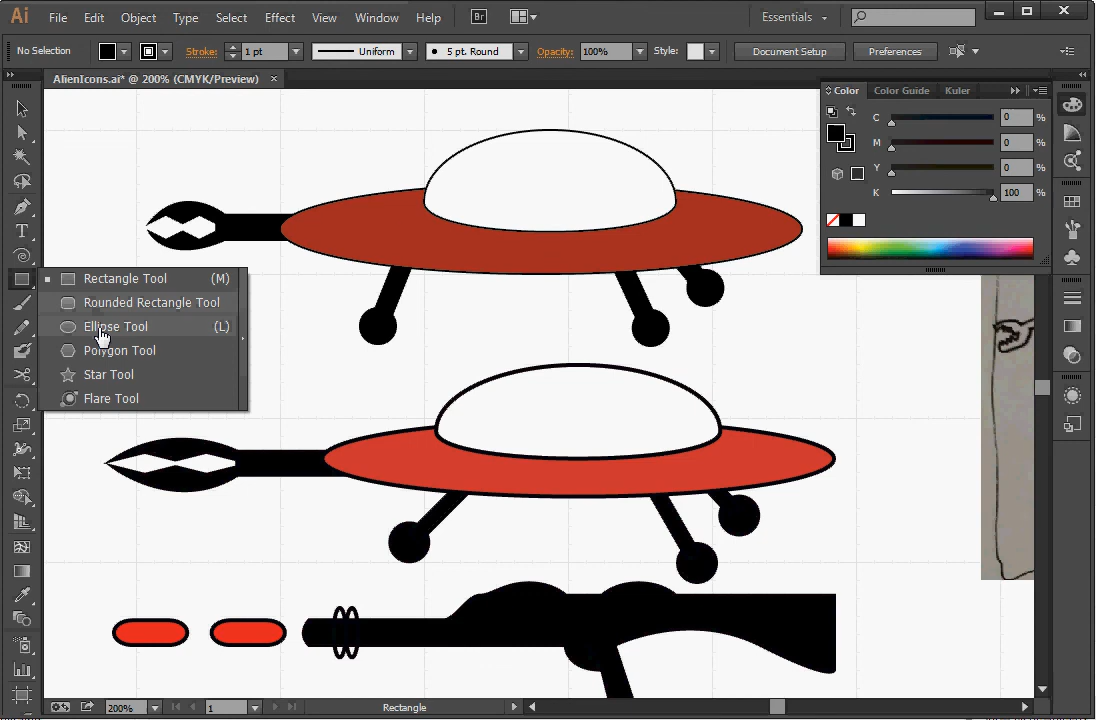 Ai File Edit Object Type Select Effect View Window Help Br Essentials
No Selection Stroke: 1 pt Uniform 5 pt. Round Opacity: 100% Style: Document Setup Preferences
AlienIcons.ai* @ 200% (CMYK/Preview) ×
Color Color Guide Kuler
C 0 %
M 0 %
Y 0 %
K 100 %
T
Rectangle Tool (M)
Rounded Rectangle Tool
Ellipse Tool (L)
Polygon Tool
Star Tool
Flare Tool
200% 1 Rectangle